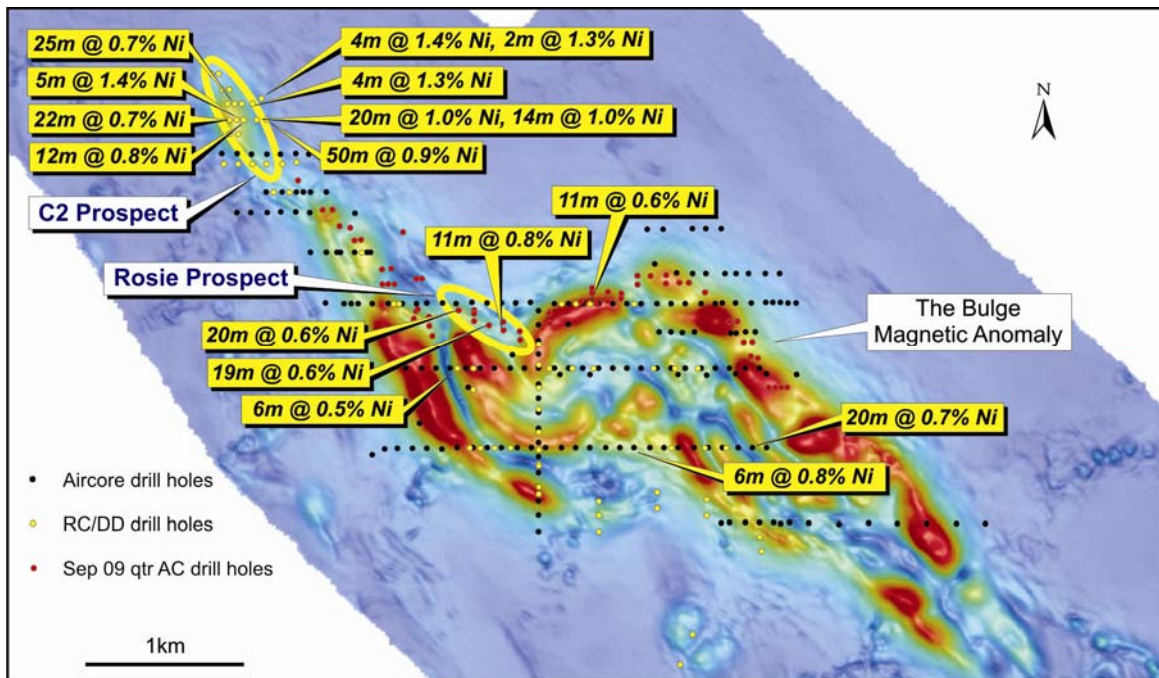 25m @ 0.7% Ni
4m @ 1.4% Ni, 2m @ 1.3% Ni
5m @ 1.4% Ni
4m @ 1.3% Ni
22m @ 0.7% Ni
20m @ 1.0% Ni, 14m @ 1.0% Ni
12m @ 0.8% Ni
50m @ 0.9% Ni
N
C2 Prospect
11m @ 0.6% Ni
11m @ 0.8% Ni
Rosie Prospect
The Bulge
Magnetic Anomaly
20m @ 0.6% Ni
19m @ 0.6% Ni
6m @ 0.5% Ni
20m @ 0.7% Ni
6m @ 0.8% Ni
Aircore drill holes
RC/DD drill holes
Sep 09 qtr AC drill holes
1km